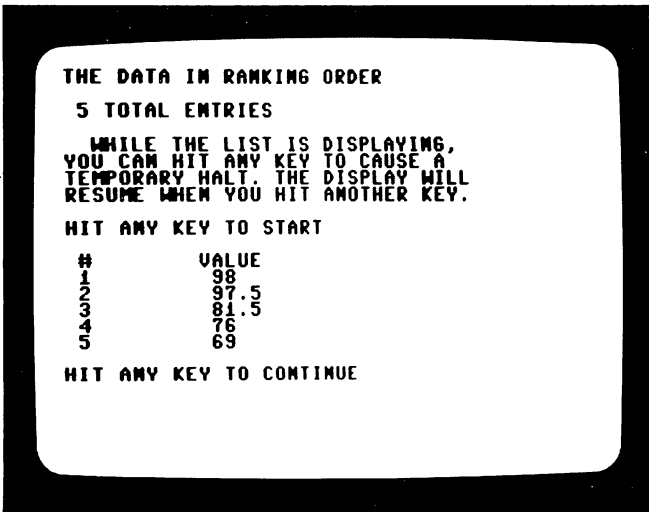 THE DATA IN RANKING ORDER
5 TOTAL ENTRIES
WHILE THE LIST IS DISPLAYING,
YOU CAN HIT ANY KEY TO CAUSE A
TEMPORARY HALT. THE DISPLAY WILL
RESUME WHEN YOU HIT ANOTHER KEY.
HIT ANY KEY TO START
# VALUE
1 98
2 97.5
3 81.5
4 76
5 69
HIT ANY KEY TO CONTINUE